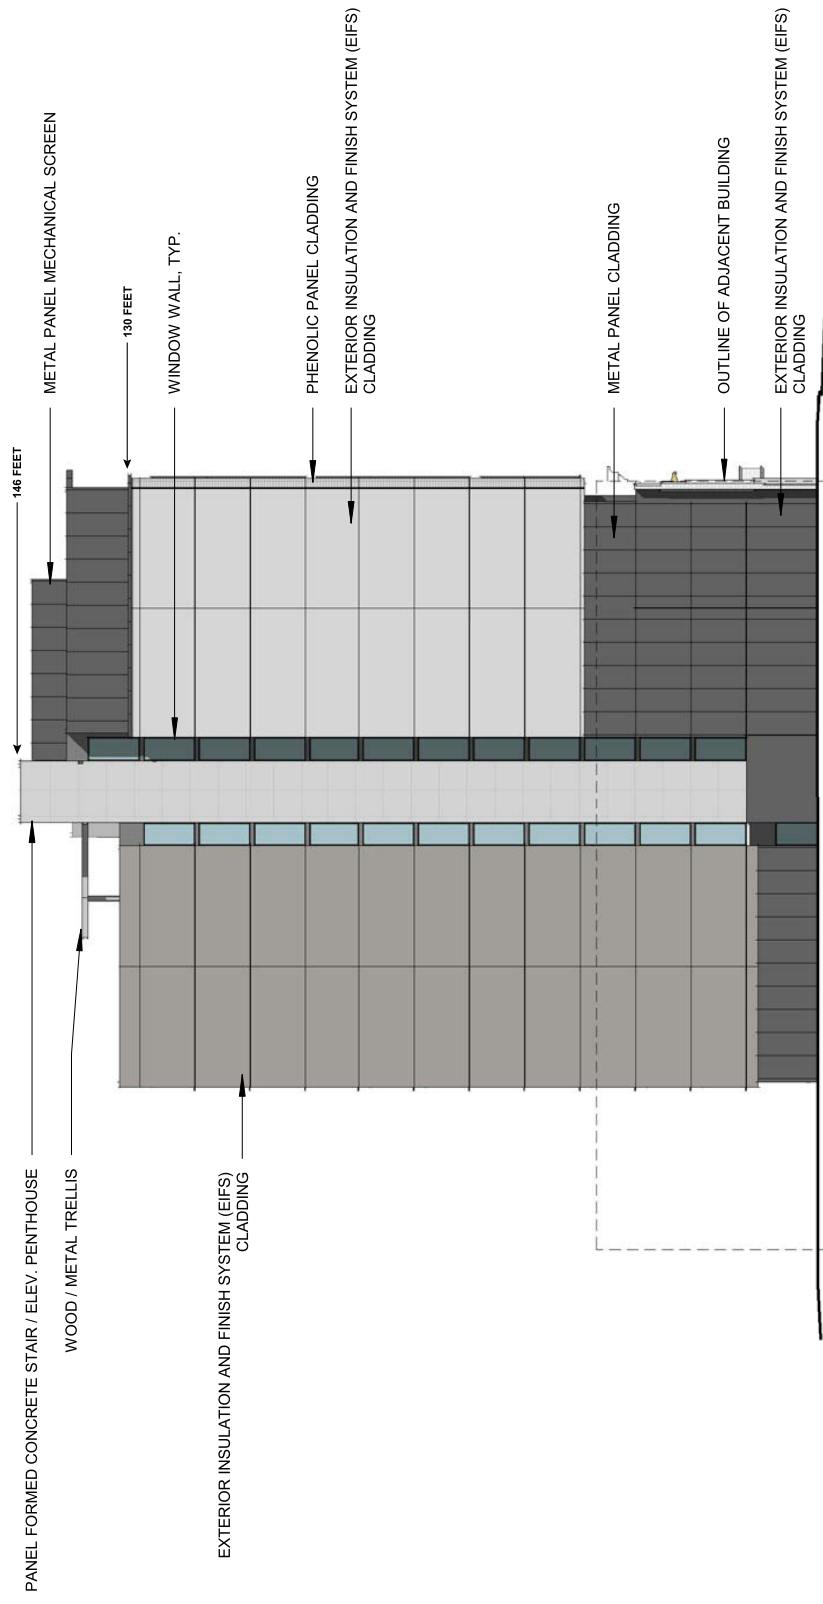 146 FEET
METAL PANEL MECHANICAL SCREEN
130 FEET
WINDOW WALL, TYP.
PHENOLIC PANEL CLADDING
EXTERIOR INSULATION AND FINISH SYSTEM (EIFS)
CLADDING
METAL PANEL CLADDING
OUTLINE OF ADJACENT BUILDING
EXTERIOR INSULATION AND FINISH SYSTEM (EIFS)
CLADDING
PANEL FORMED CONCRETE STAIR / ELEV. PENTHOUSE
WOOD / METAL TRELLIS
EXTERIOR INSULATION AND FINISH SYSTEM (EIFS)
CLADDING